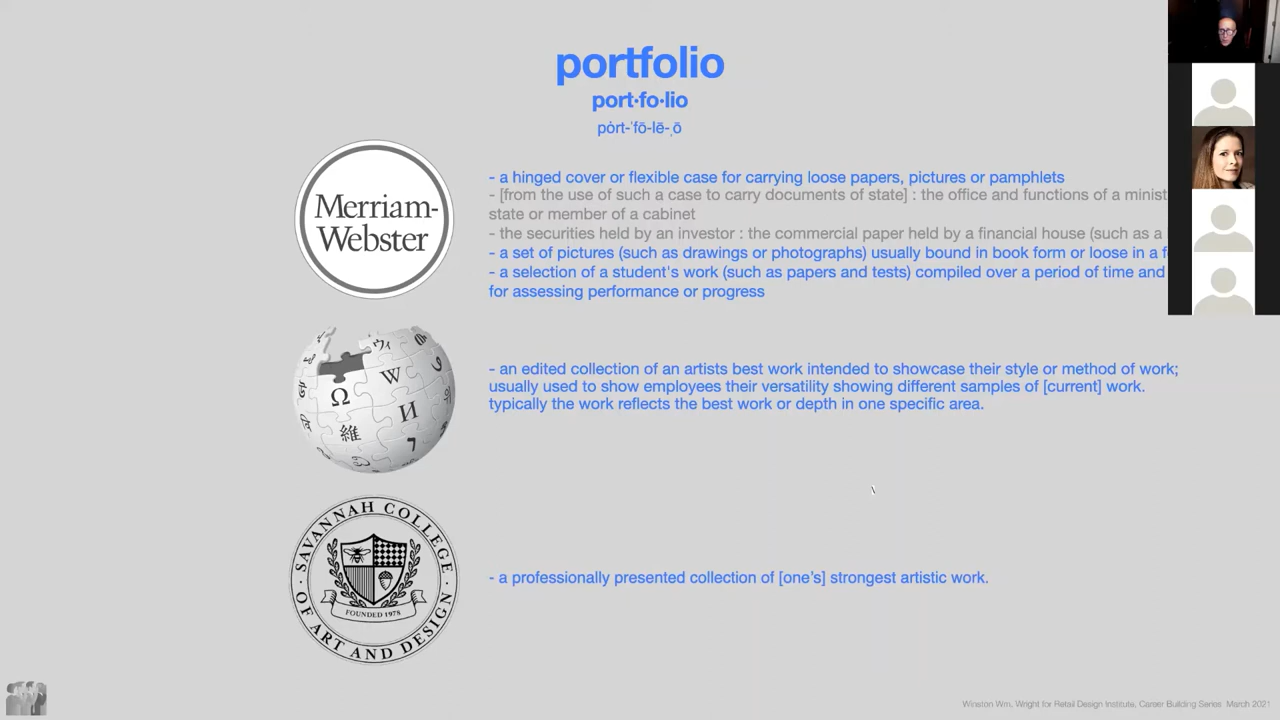 portfolio
port·fo·lio
pȯrt-ˈfō-lē-ˌō
Merriam-
Webster
- a hinged cover or flexible case for carrying loose papers, pictures or pamphlets
- [from the use of such a case to carry documents of state] : the office and functions of a minist
state or member of a cabinet
- the securities held by an investor : the commercial paper held by a financial house (such as a
- a set of pictures (such as drawings or photographs) usually bound in book form or loose in a f
- a selection of a student's work (such as papers and tests) compiled over a period of time and
for assessing performance or progress
Ω
W
И
維
ウィ
- an edited collection of an artists best work intended to showcase their style or method of work;
usually used to show employees their versatility showing different samples of [current] work.
typically the work reflects the best work or depth in one specific area.
SAVANNAH COLLEGE
· OF ART AND DESIGN ·
FOUNDED 1978
- a professionally presented collection of [one's] strongest artistic work.
Winston Wm. Wright for Retail Design Institute, Career Building Series March 2021